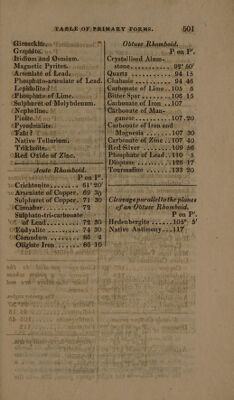 TABLE OF PRIMARY FORMS. 501
Gieseckite.
Graphite.
Iridium and Osmium.
Magnetic Pyrites.
Arseniate of Lead.
Phosphato-arseniate of Lead.
Lepidolite?
Phosphate of Lime.
Sulphuret of Molybdenum.
Nepheline.
Pinite.
Pyrosmalite.
Talc?
Native Tellurium.
Telesie.
Red Oxide of Zinc.
Acute Rhomboid.
P on P′.
Crichtonite 61° 20′
Arseniate of Copper. 69 30
Sulphuret of Copper. 71 30
Cinnabar 72
Sulphato-tri-carbonate
of Lead 72 30
Eudyalite 74 30
Corundum 86 4
Oligiste Iron 86 10
Obtuse Rhomboid.
P on P′.
Crystallised Alum-
stone 92° 50′
Quartz 94 15
Chabasie 94 46
Carbonate of Lime 105 5
Bitter Spar 106 15
Carbonate of Iron 107
Carbonate of Man-
ganese 107 20
Carbonate of Iron and
Magnesia 107 30
Carbonate of Zinc 107 40
Red Silver 109 56
Phosphate of Lead 110 5
Dioptase 126 17
Tourmaline 133 20
Cleavage parallel to the planes
of an Obtuse Rhomboid.
P on P′.
Hedenbergite 105° 5′
Native Antimony 117